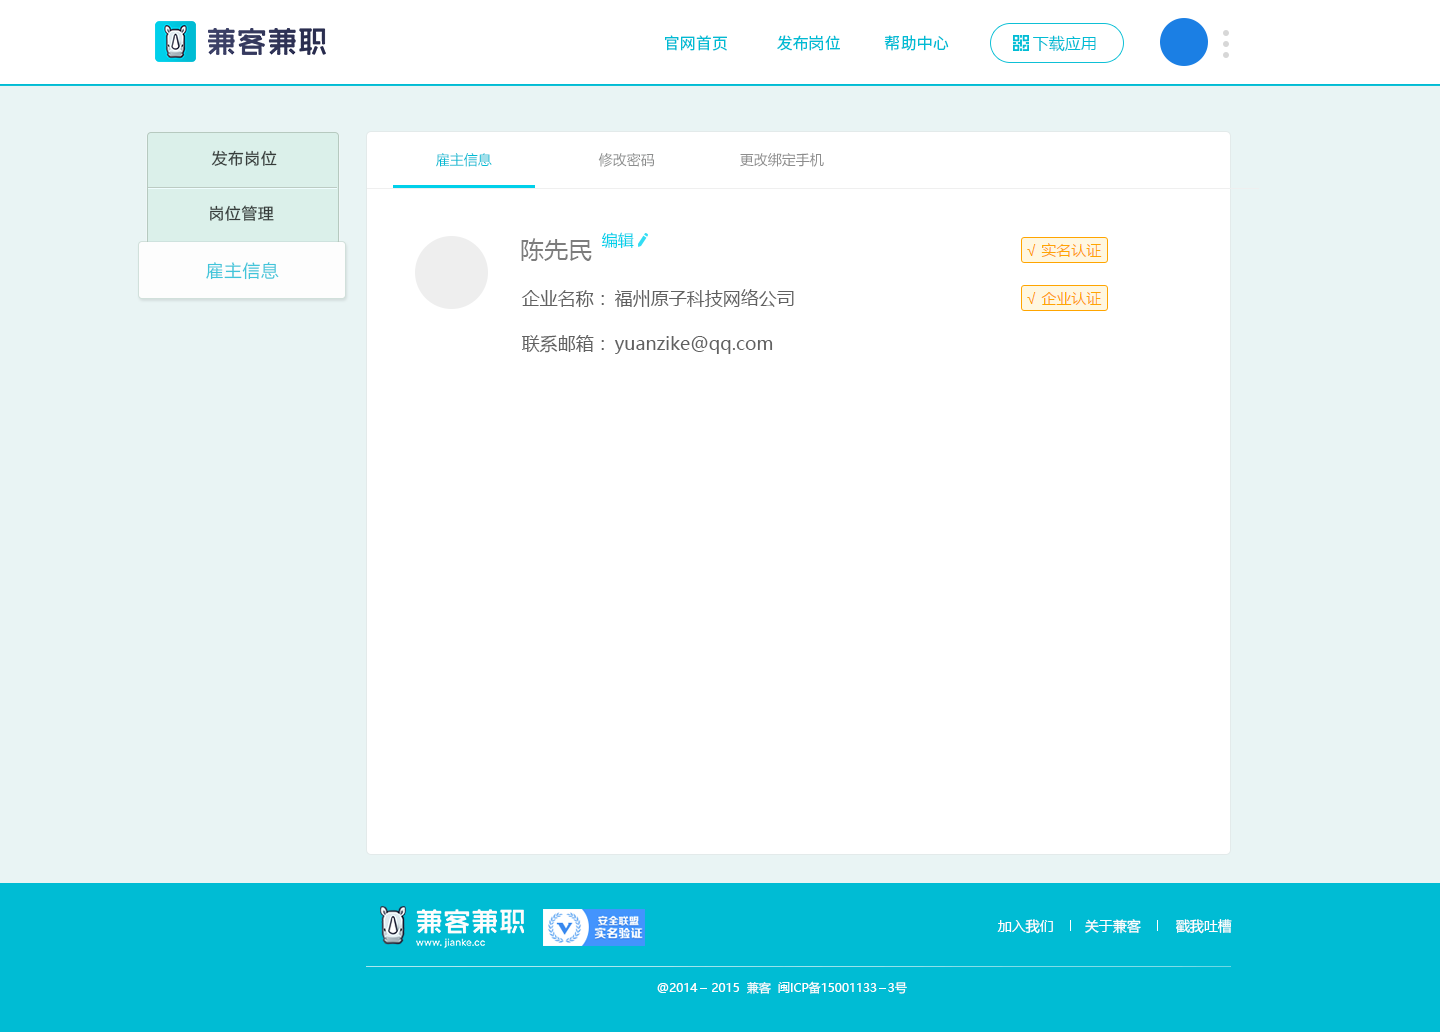 兼客兼职
官网首页
发布岗位
帮助中心
下载应用
发布岗位
岗位管理
雇主信息
雇主信息
修改密码
更改绑定手机
陈先民
编辑
√ 实名认证
企业名称：福州原子科技网络公司
√ 企业认证
联系邮箱：yuanzike@qq.com
兼客兼职
www.jianke.cc
安全联盟
实名验证
加入我们 | 关于兼客 | 戳我吐槽
@2014－2015 兼客 闽ICP备15001133－3号